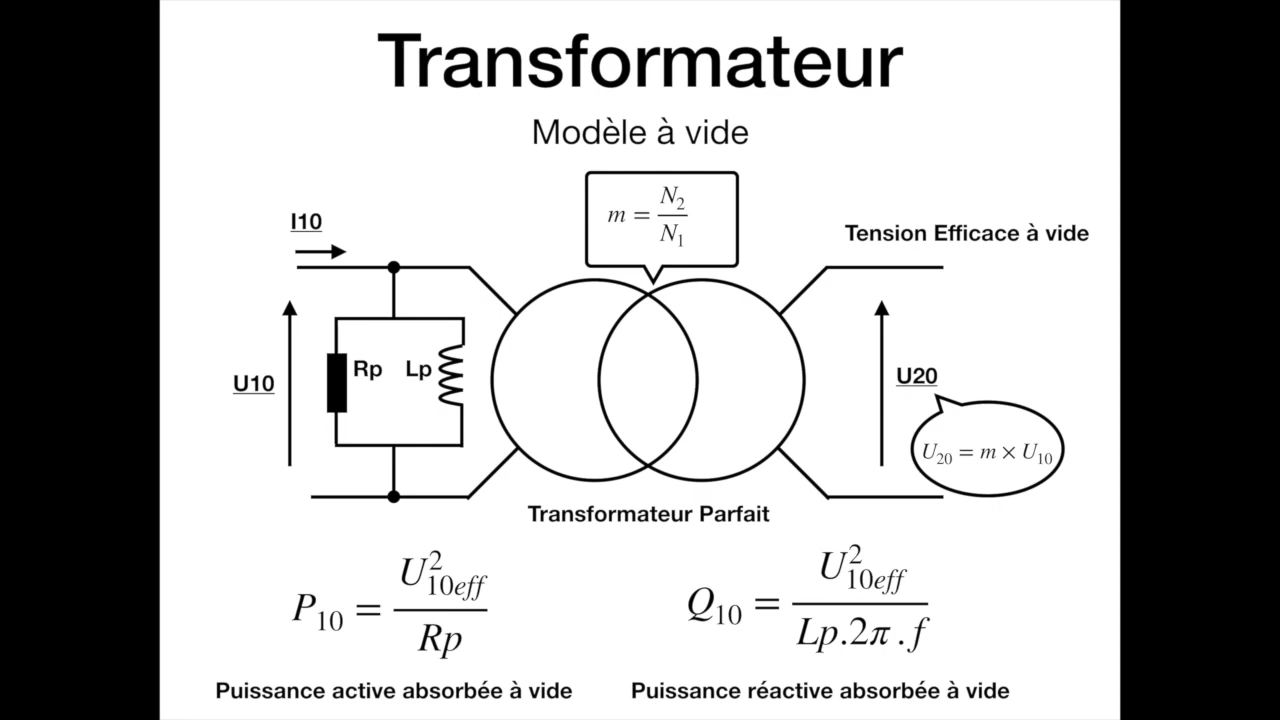 Transformateur
Modèle à vide
m = N₂ / N₁
I10
Tension Efficace à vide
U10
Rp
Lp
U20
U₂₀ = m × U₁₀
Transformateur Parfait
P₁₀ = U²₁₀eff / Rp
Q₁₀ = U²₁₀eff / Lp.2π.f
Puissance active absorbée à vide
Puissance réactive absorbée à vide